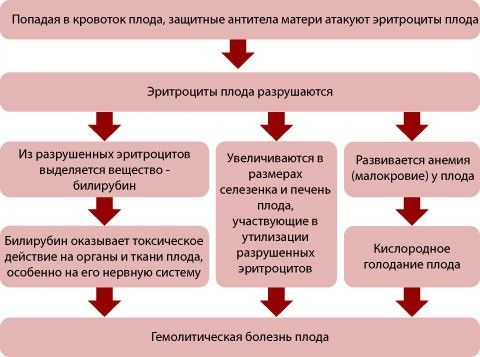 Попадая в кровоток плода, защитные антитела матери атакуют эритроциты плода
Эритроциты плода разрушаются
Из разрушенных эритроцитов
выделяется вещество -
билирубин
Увеличиваются в
размерах
селезенка и печень
плода,
участвующие в
утилизации
разрушенных
эритроцитов
Развивается анемия
(малокровие) у плода
Билирубин оказывает токсическое
действие на органы и ткани плода,
особенно на его нервную систему
Кислородное
голодание плода
Гемолитическая болезнь плода